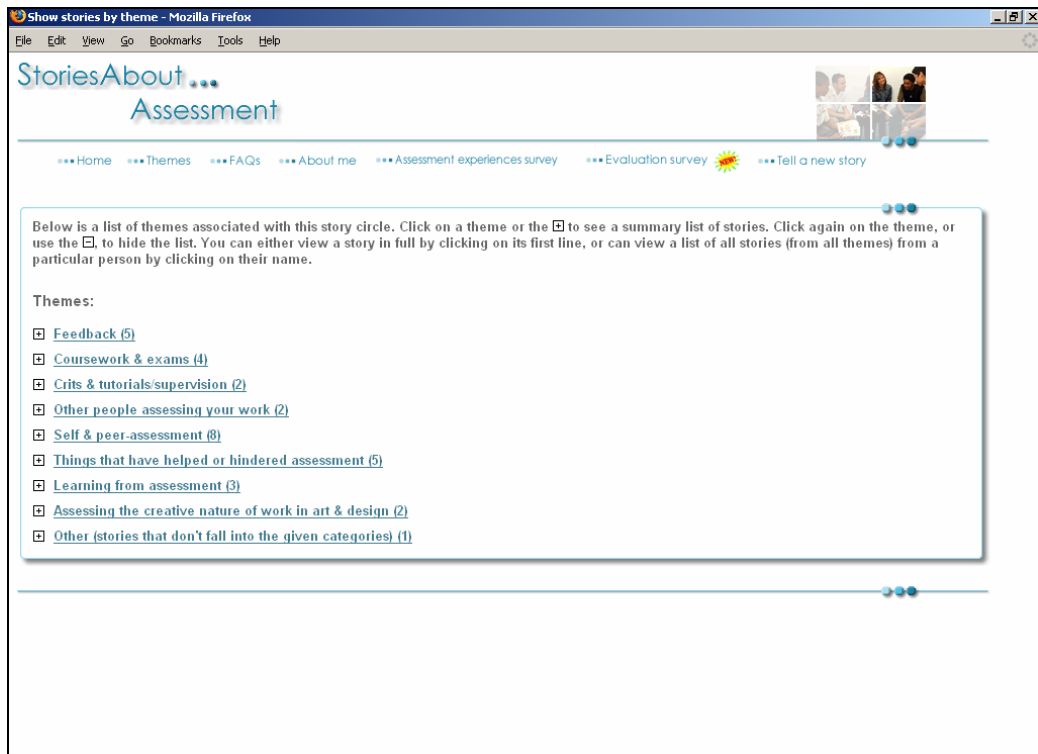 Show stories by theme - Mozilla Firefox
File Edit View Go Bookmarks Tools Help
StoriesAbout...
Assessment
Home Themes FAQs About me Assessment experiences survey Evaluation survey NEW! Tell a new story
Below is a list of themes associated with this story circle. Click on a theme or the + to see a summary list of stories. Click again on the theme, or
use the -, to hide the list. You can either view a story in full by clicking on its first line, or can view a list of all stories (from all themes) from a
particular person by clicking on their name.
Themes:
Feedback (5)
Coursework & exams (4)
Crits & tutorials/supervision (2)
Other people assessing your work (2)
Self & peer-assessment (8)
Things that have helped or hindered assessment (5)
Learning from assessment (3)
Assessing the creative nature of work in art & design (2)
Other (stories that don't fall into the given categories) (1)